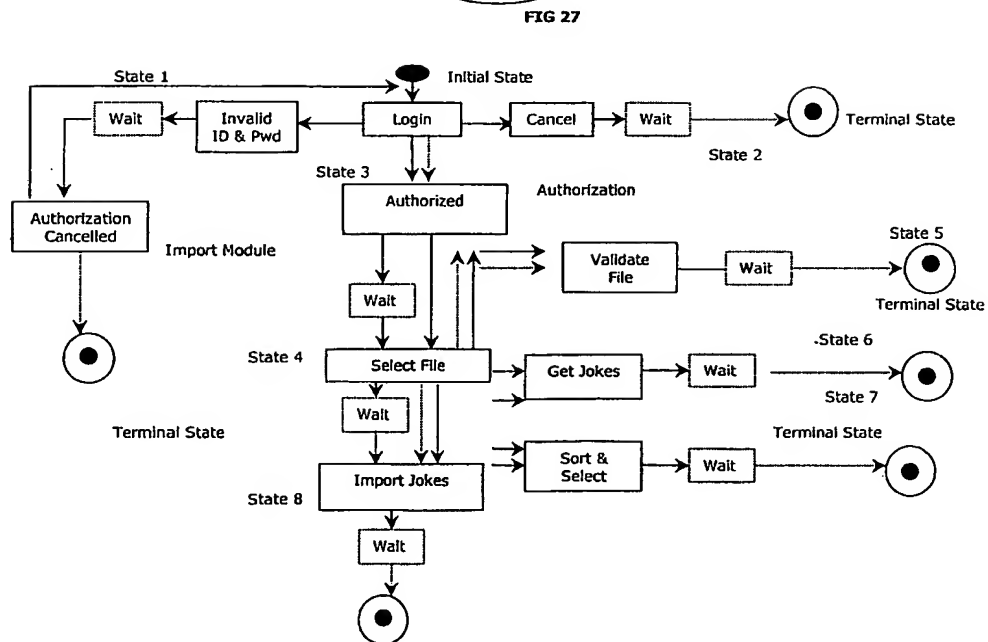 FIG 27
State 1
Initial State
Wait
Invalid
ID & Pwd
Login
Cancel
Wait
Terminal State
State 2
State 3
Authorized
Authorization
Authorization
Cancelled
Import Module
Wait
Validate
File
Wait
State 5
Terminal State
State 4
Select File
Get Jokes
Wait
State 6
State 7
Wait
Terminal State
Import Jokes
State 8
Sort &
Select
Wait
Terminal State
Wait